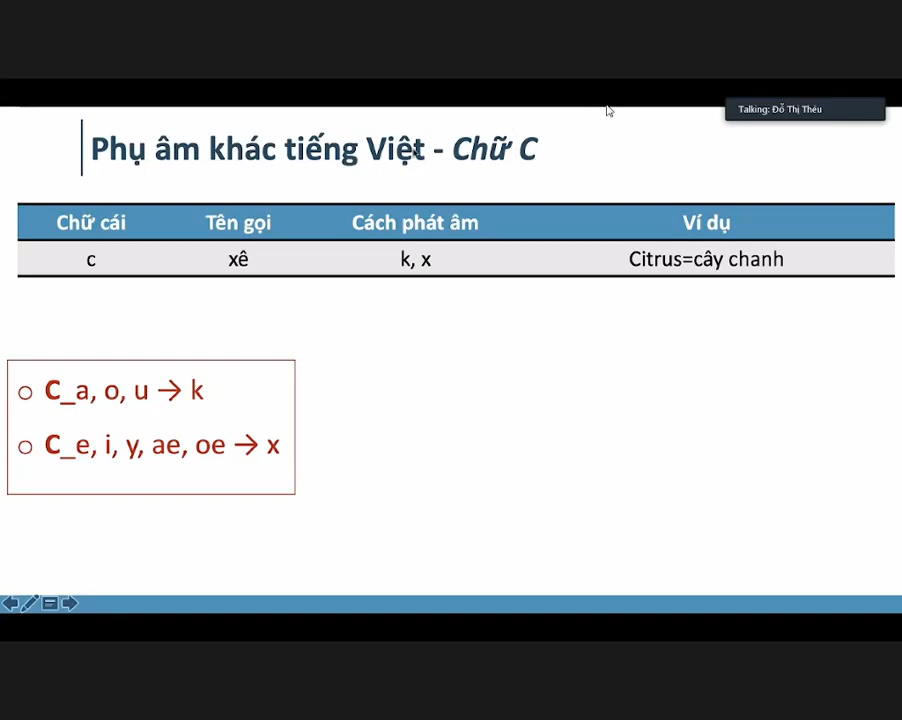 Talking: Đỗ Thị Théu
Phụ âm khác tiếng Việt - Chữ C
Chữ cái Tên gọi Cách phát âm Ví dụ
c xê k, x Citrus=cây chanh
o C_a, o, u → k
o C_e, i, y, ae, oe → x